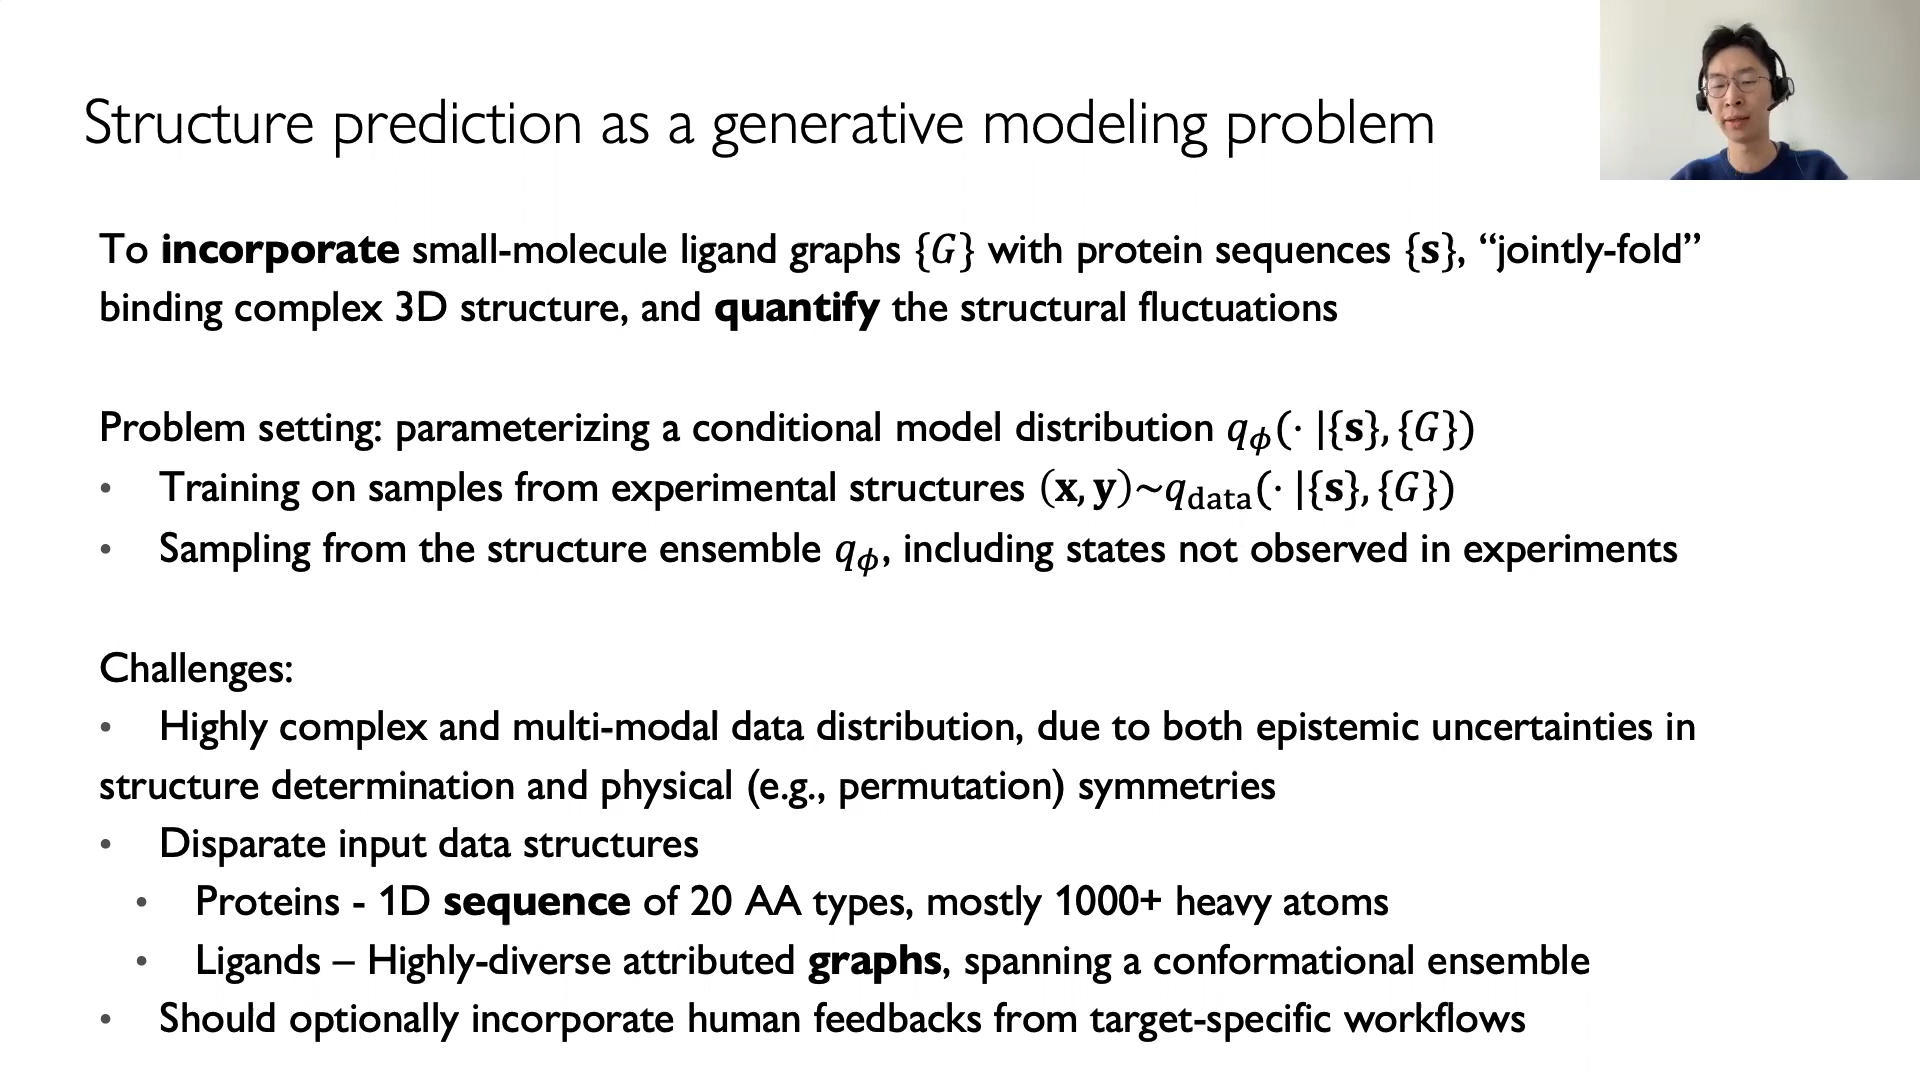 Structure prediction as a generative modeling problem
To incorporate small-molecule ligand graphs {𝐺} with protein sequences {𝐬}, “jointly-fold”
binding complex 3D structure, and quantify the structural fluctuations
Problem setting: parameterizing a conditional model distribution 𝑞𝜙(· |{𝐬}, {𝐺})
• Training on samples from experimental structures (𝐱, 𝐲)~𝑞data(· |{𝐬}, {𝐺})
• Sampling from the structure ensemble 𝑞𝜙, including states not observed in experiments
Challenges:
• Highly complex and multi-modal data distribution, due to both epistemic uncertainties in
structure determination and physical (e.g., permutation) symmetries
• Disparate input data structures
• Proteins - 1D sequence of 20 AA types, mostly 1000+ heavy atoms
• Ligands – Highly-diverse attributed graphs, spanning a conformational ensemble
• Should optionally incorporate human feedbacks from target-specific workflows